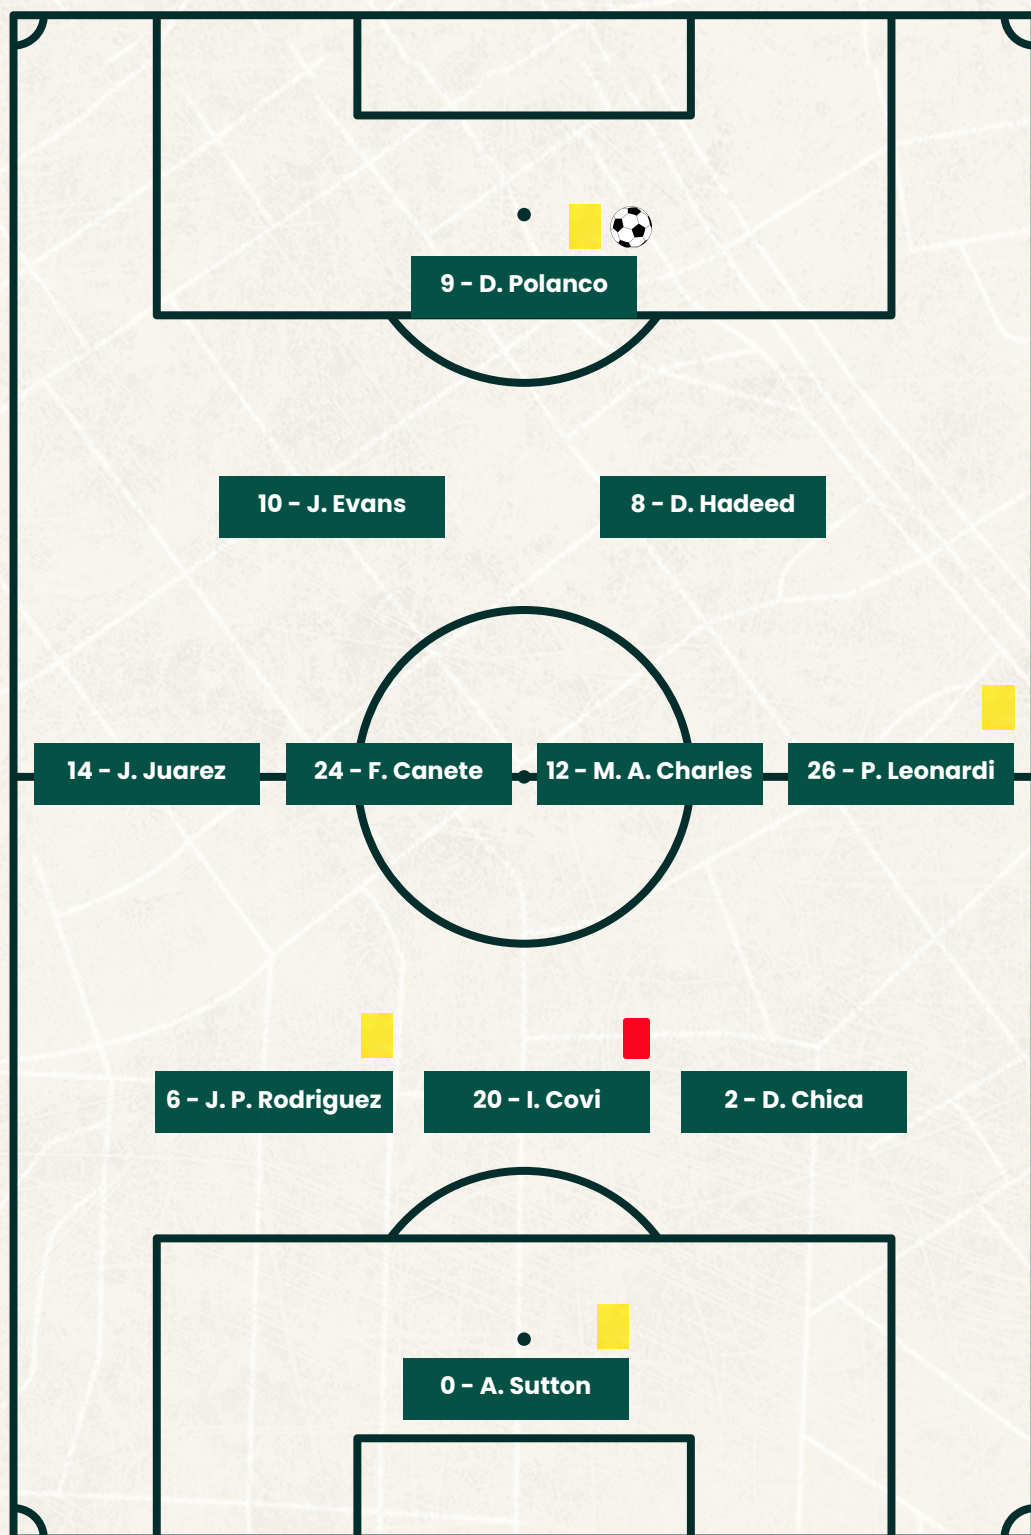 9 – D. Polanco
10 – J. Evans
8 – D. Hadeed
14 – J. Juarez
24 – F. Canete
12 – M. A. Charles
26 – P. Leonardi
6 – J. P. Rodriguez
20 – I. Covi
2 – D. Chica
0 – A. Sutton